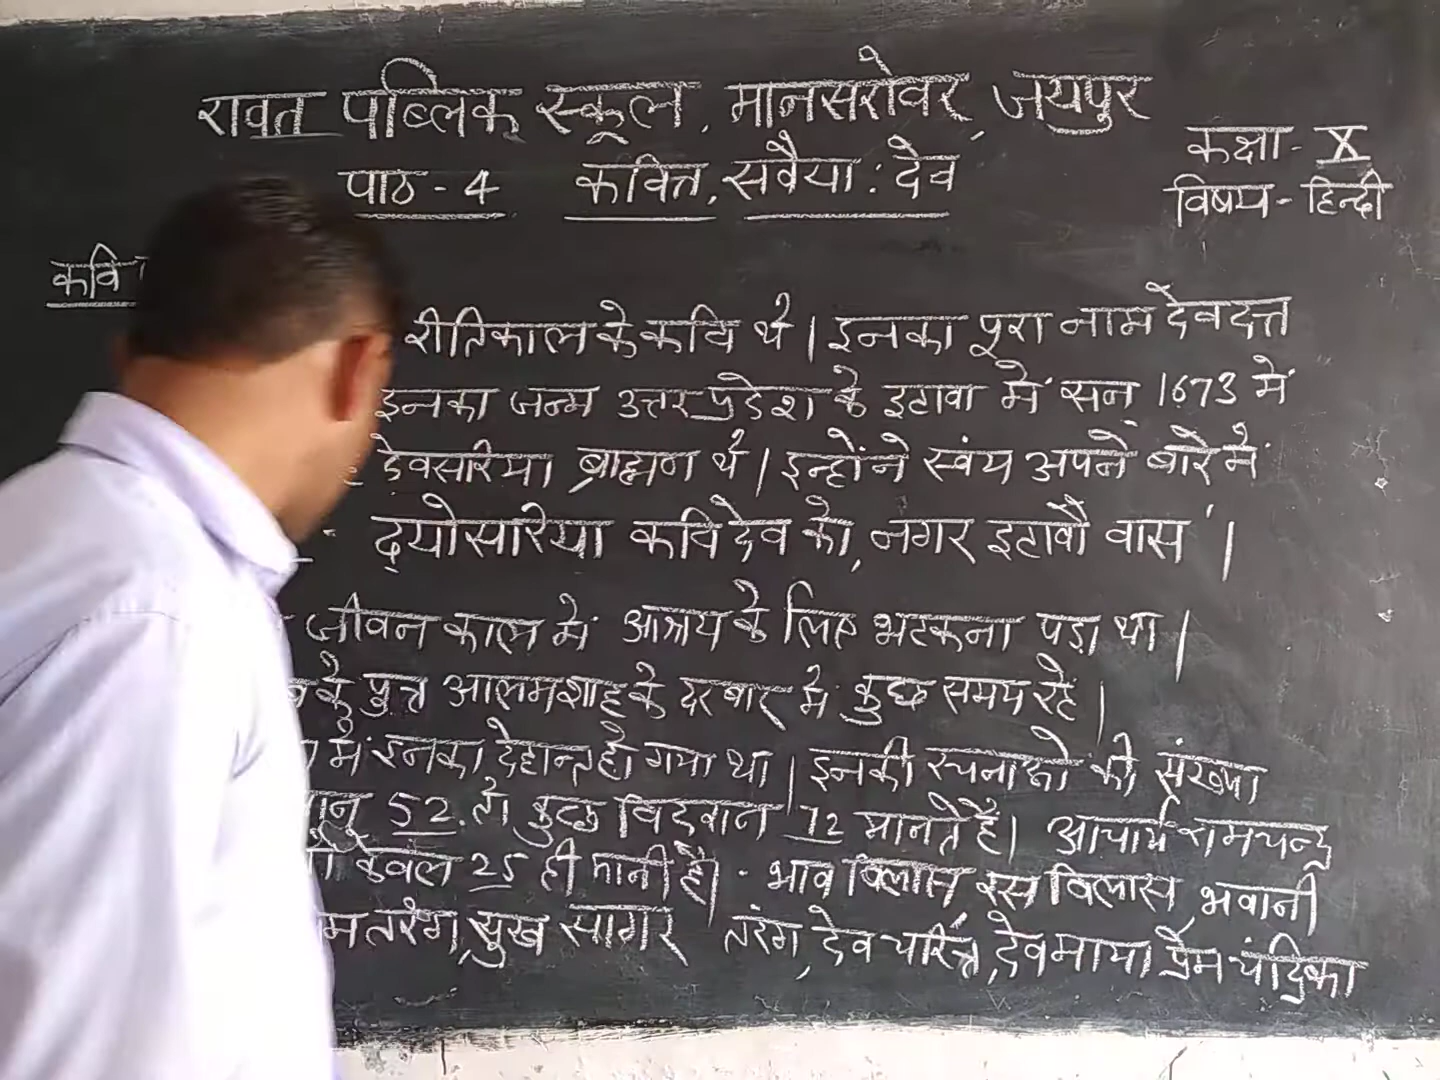 रावत पब्लिक स्कूल, मानसरोवर, जयपुर
पाठ - 4 कवित्त, सवैया : देव
कक्षा - X
विषय - हिन्दी
कवि
रीतिकाल के कवि थे। इनका पूरा नाम देवदत्त
इनका जन्म उत्तर प्रदेश के इटावा में सन् 1673 में
देवसरिया ब्राह्मण थे। इन्होंने स्वंय अपने बारे में
द्योसरिया कवि देव को, नगर इटावौ वास '।
जीवन काल में आश्रय के लिए भटकना पड़ा था।
के पुत्र आलमशाह के दरबार में कुछ समय रहे।
में इनका देहान्त हो गया था। इनकी रचनाओं की संख्या
52. तो कुछ विद्वान 72 मानते हैं। आचार्य रामचन्द्र
केवल 25 ही मानी है। - भाव विलास, रस विलास, भवानी
तरंग, सुख सागर तरंग, देव चरित्र, देवमाया प्रेम चंद्रिका